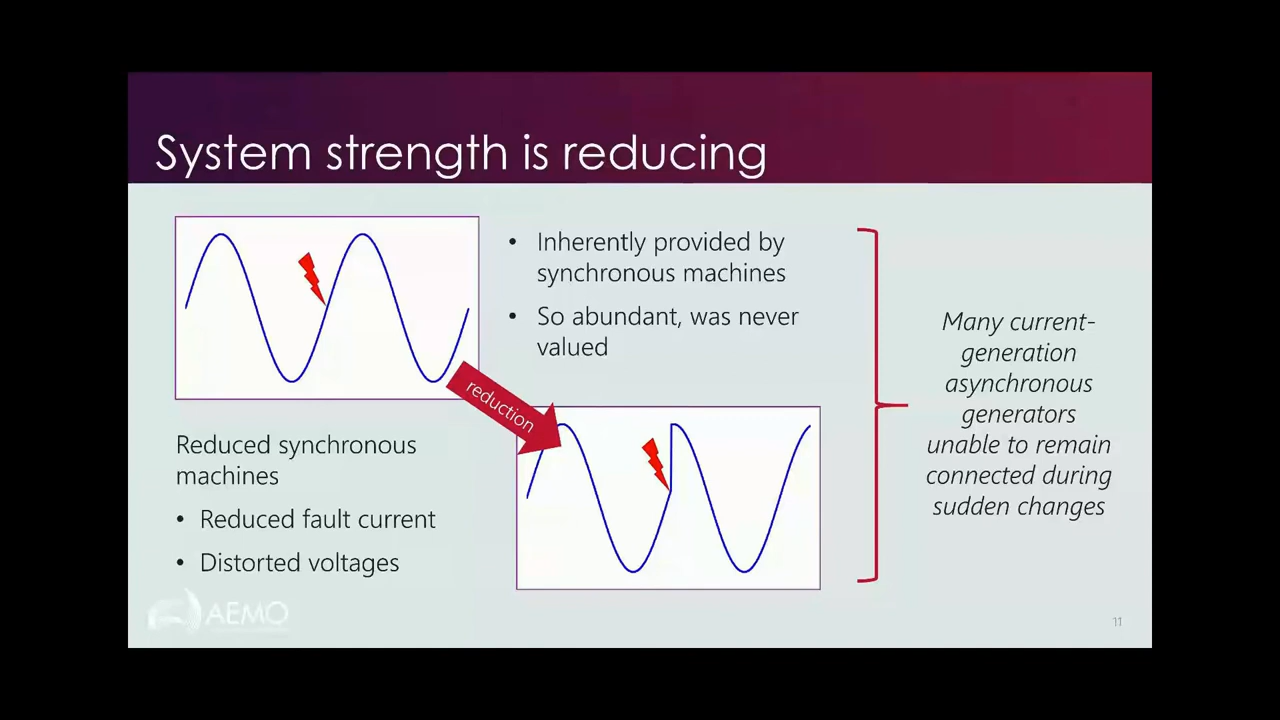 System strength is reducing
• Inherently provided by
synchronous machines
• So abundant, was never
valued
reduction
Reduced synchronous
machines
• Reduced fault current
• Distorted voltages
Many current-
generation
asynchronous
generators
unable to remain
connected during
sudden changes
AEMO
11